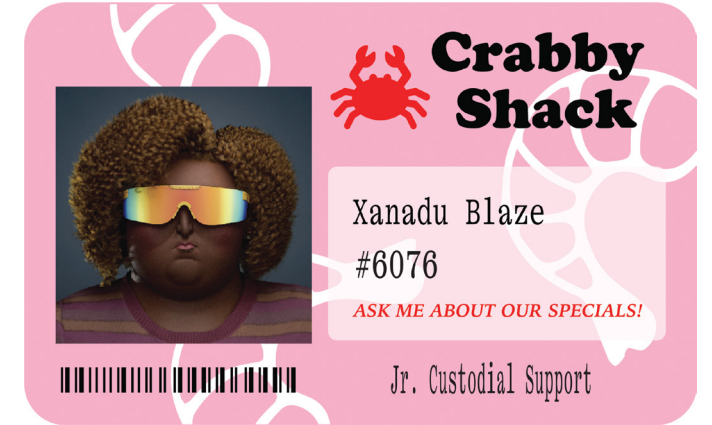 Crabby
Shack
Xanadu Blaze
#6076
ASK ME ABOUT OUR SPECIALS!
Jr. Custodial Support